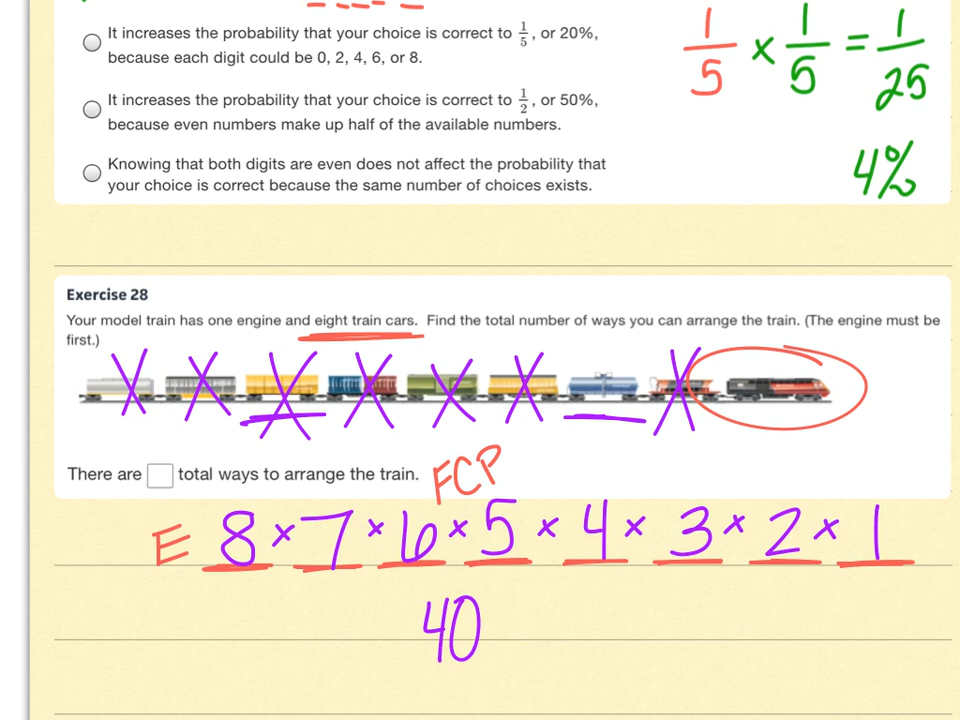 It increases the probability that your choice is correct to 1/5, or 20%,
because each digit could be 0, 2, 4, 6, or 8.
It increases the probability that your choice is correct to 1/2, or 50%,
because even numbers make up half of the available numbers.
Knowing that both digits are even does not affect the probability that
your choice is correct because the same number of choices exists.
1/5 × 1/5 = 1/25
4%
Exercise 28
Your model train has one engine and eight train cars. Find the total number of ways you can arrange the train. (The engine must be
first.)
There are total ways to arrange the train.
FCP
E 8 × 7 × 6 × 5 × 4 × 3 × 2 × 1
40